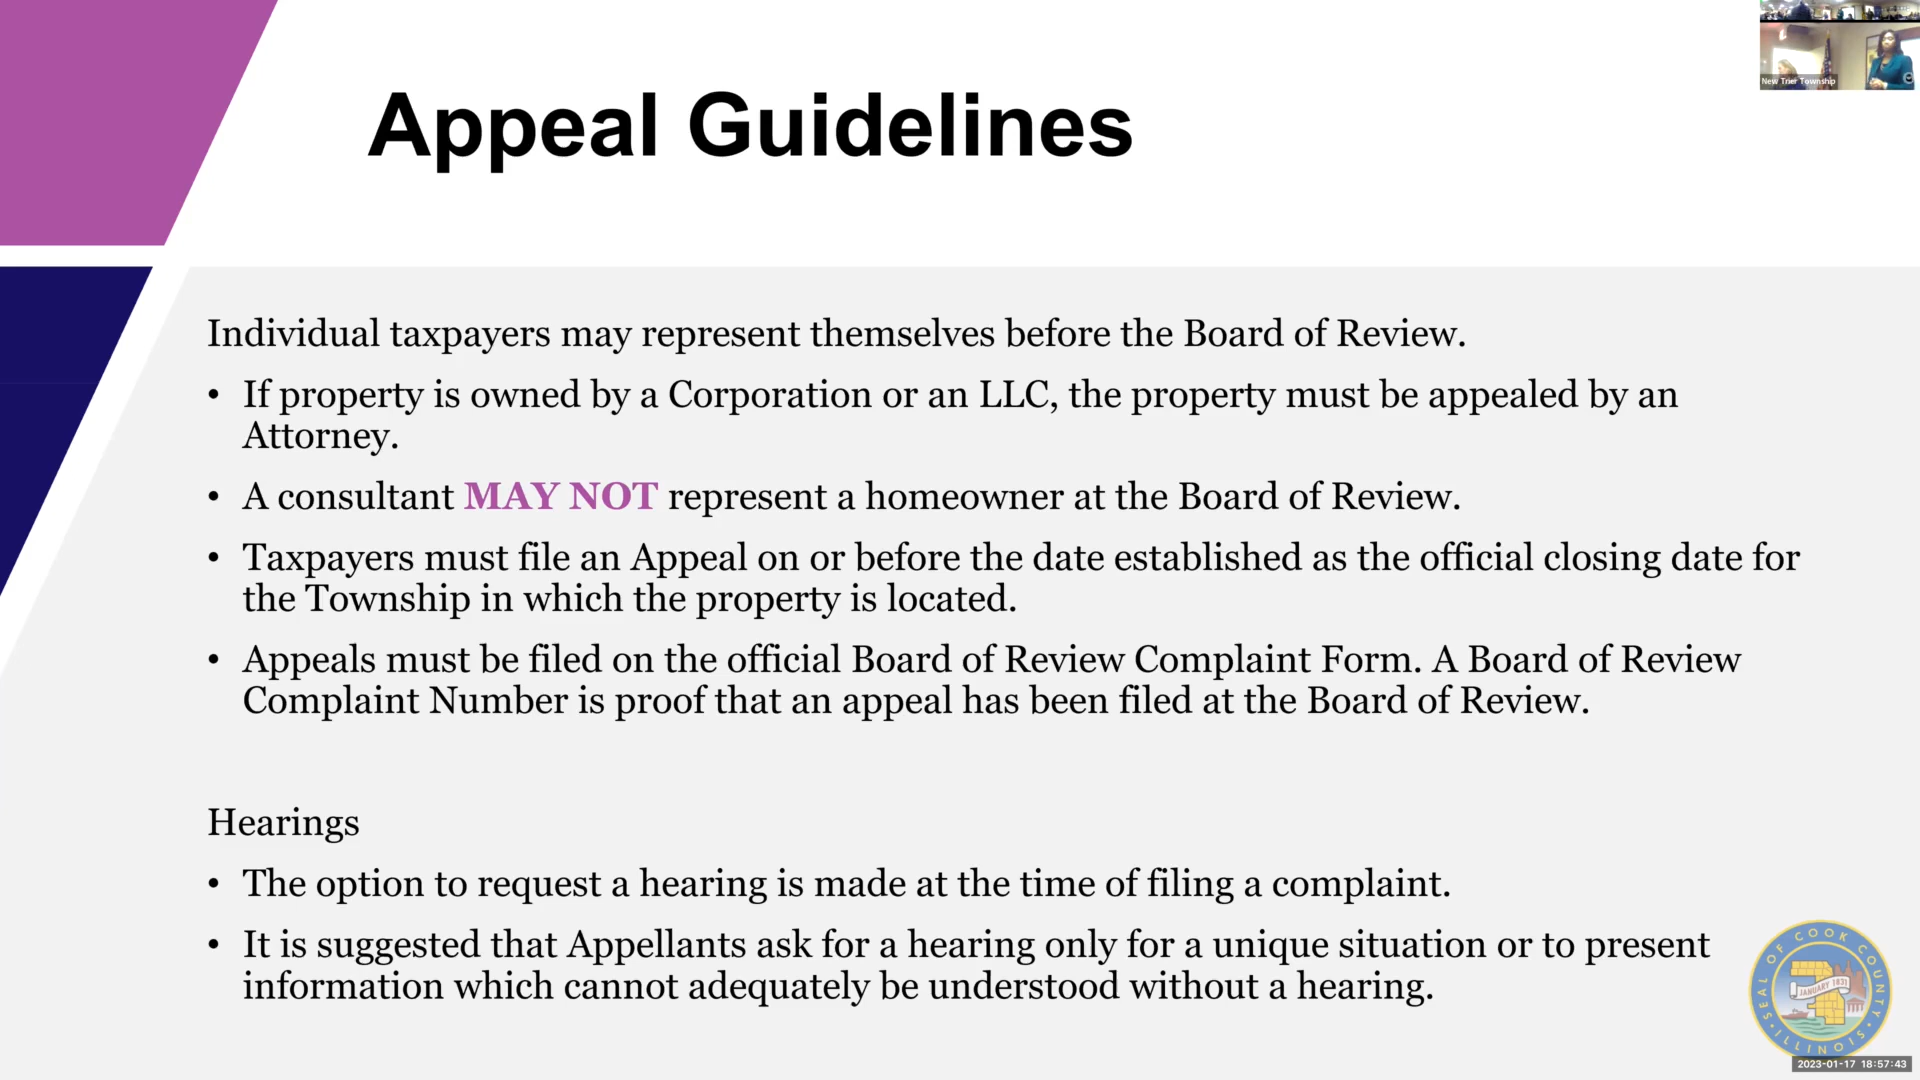 New Trier Township
Appeal Guidelines
Individual taxpayers may represent themselves before the Board of Review.
• If property is owned by a Corporation or an LLC, the property must be appealed by an
Attorney.
• A consultant MAY NOT represent a homeowner at the Board of Review.
• Taxpayers must file an Appeal on or before the date established as the official closing date for
the Township in which the property is located.
• Appeals must be filed on the official Board of Review Complaint Form. A Board of Review
Complaint Number is proof that an appeal has been filed at the Board of Review.
Hearings
• The option to request a hearing is made at the time of filing a complaint.
• It is suggested that Appellants ask for a hearing only for a unique situation or to present
information which cannot adequately be understood without a hearing.
SEAL OF COOK COUNTY
JANUARY 1831
ILLINOIS
2023-01-17 18:57:43